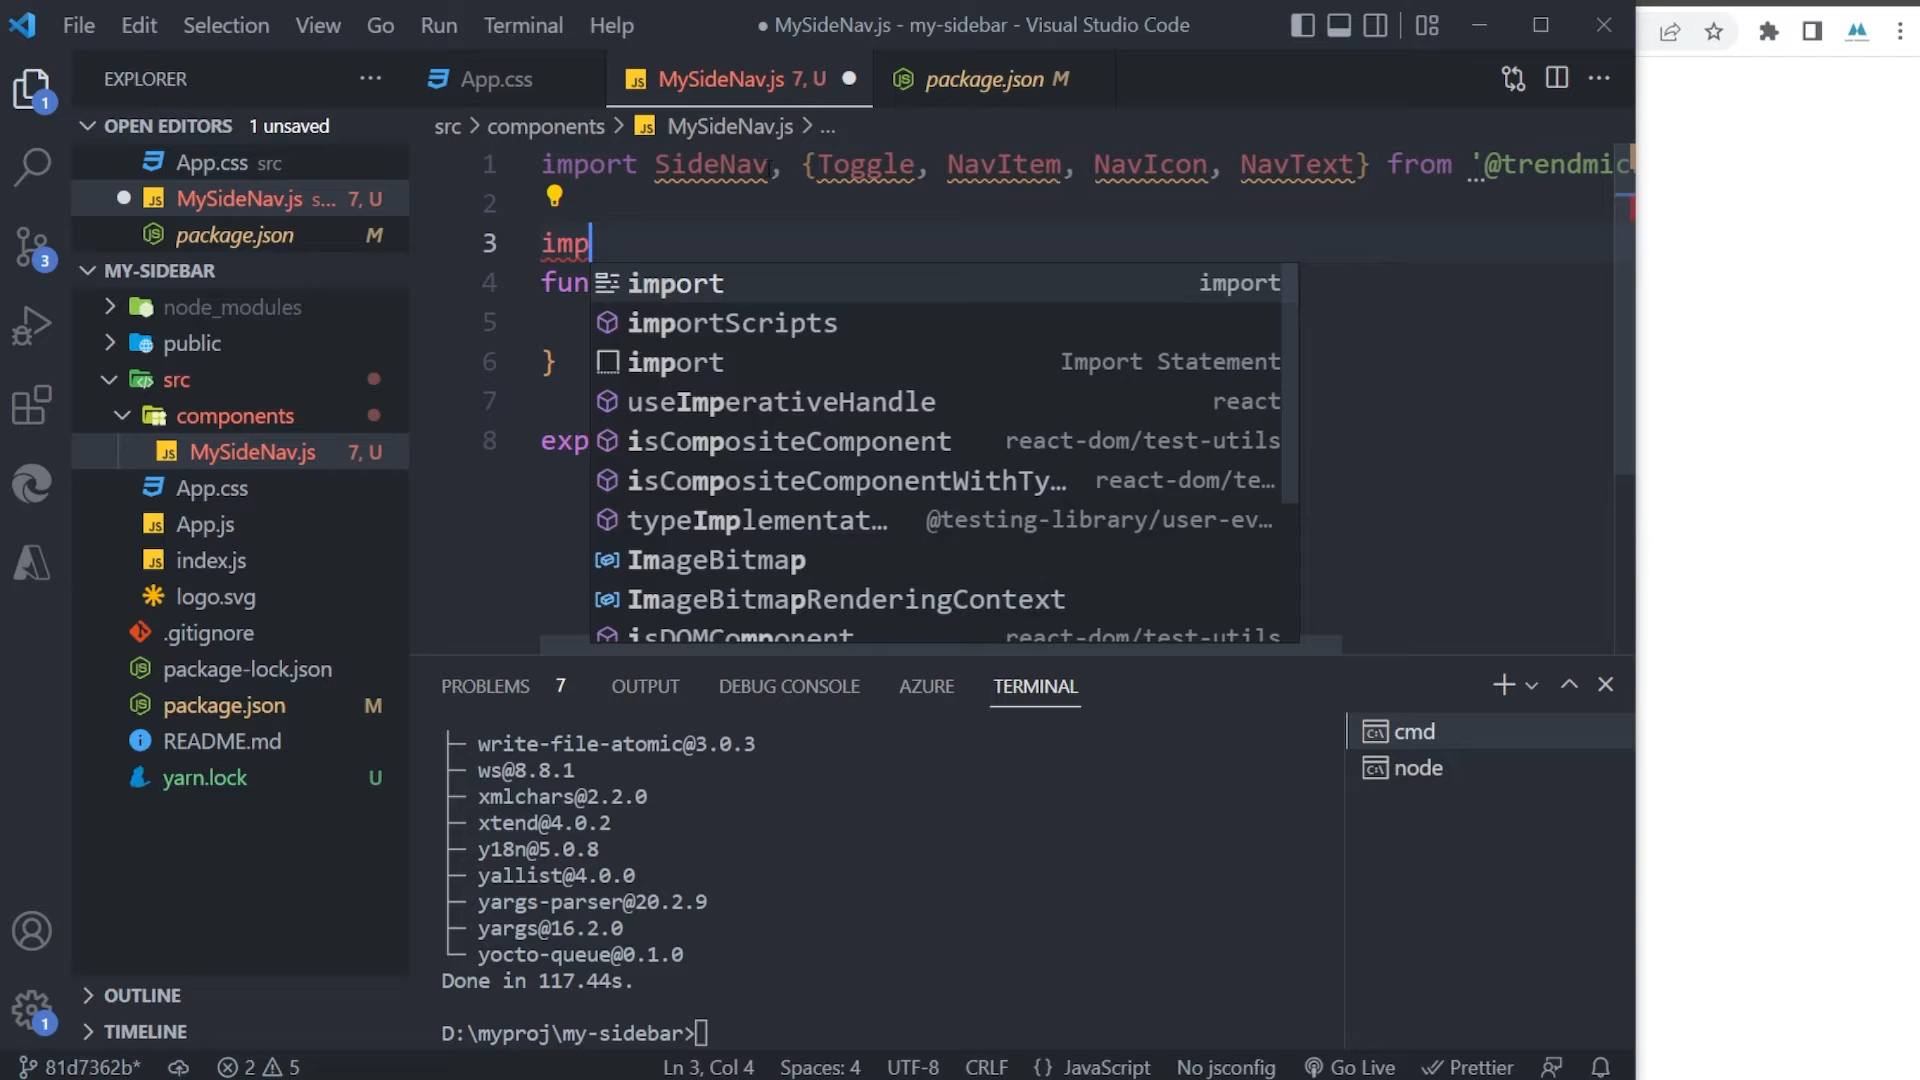 File Edit Selection View Go Run Terminal Help ● MySideNav.js - my-sidebar - Visual Studio Code
EXPLORER ...
App.css
MySideNav.js 7, U
package.json M
OPEN EDITORS 1 unsaved
App.css src
MySideNav.js s... 7, U
package.json M
MY-SIDEBAR
node_modules
public
src
components
MySideNav.js 7, U
App.css
App.js
index.js
logo.svg
.gitignore
package-lock.json
package.json M
README.md
yarn.lock U
OUTLINE
TIMELINE
1
3
1
src > components > JS MySideNav.js > ...
1 import SideNav, {Toggle, NavItem, NavIcon, NavText} from '@trendmic
2
3 imp
4 fun
5
6 }
7
8 exp
import import
importScripts
import Import Statement
useImperativeHandle react
isCompositeComponent react-dom/test-utils
isCompositeComponentWithTy... react-dom/te...
typeImplementat... @testing-library/user-ev...
ImageBitmap
ImageBitmapRenderingContext
isDOMComponent react-dom/test-utils
PROBLEMS 7 OUTPUT DEBUG CONSOLE AZURE TERMINAL
├─ write-file-atomic@3.0.3
├─ ws@8.8.1
├─ xmlchars@2.2.0
├─ xtend@4.0.2
├─ y18n@5.0.8
├─ yallist@4.0.0
├─ yargs-parser@20.2.9
├─ yargs@16.2.0
└─ yocto-queue@0.1.0
Done in 117.44s.
D:\myproj\my-sidebar>
cmd
node
81d7362b* 2 5 Ln 3, Col 4 Spaces: 4 UTF-8 CRLF {} JavaScript No jsconfig Go Live Prettier